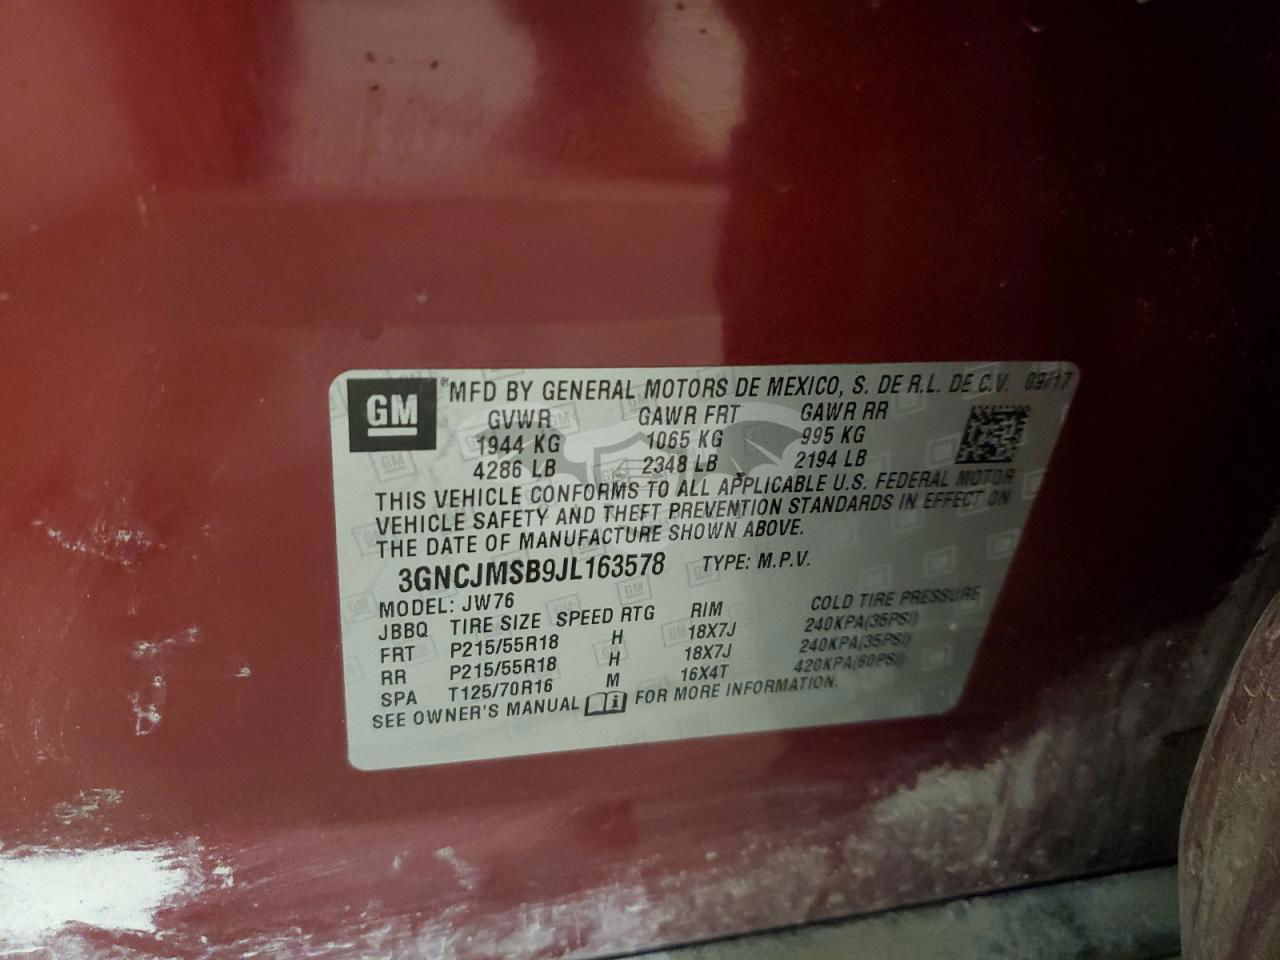 GM ® MFD BY GENERAL MOTORS DE MEXICO, S. DE R.L. DE C.V. 09/17
GVWR GAWR FRT GAWR RR
1944 KG 1065 KG 995 KG
4286 LB 2348 LB 2194 LB
THIS VEHICLE CONFORMS TO ALL APPLICABLE U.S. FEDERAL MOTOR
VEHICLE SAFETY AND THEFT PREVENTION STANDARDS IN EFFECT ON
THE DATE OF MANUFACTURE SHOWN ABOVE.
3GNCJMSB9JL163578 TYPE: M.P.V.
MODEL: JW76
JBBQ TIRE SIZE SPEED RTG RIM COLD TIRE PRESSURE
FRT P215/55R18 H 18X7J 240KPA(35PSI)
RR P215/55R18 H 18X7J 240KPA(35PSI)
SPA T125/70R16 M 16X4T 420KPA(60PSI)
SEE OWNER'S MANUAL i FOR MORE INFORMATION.